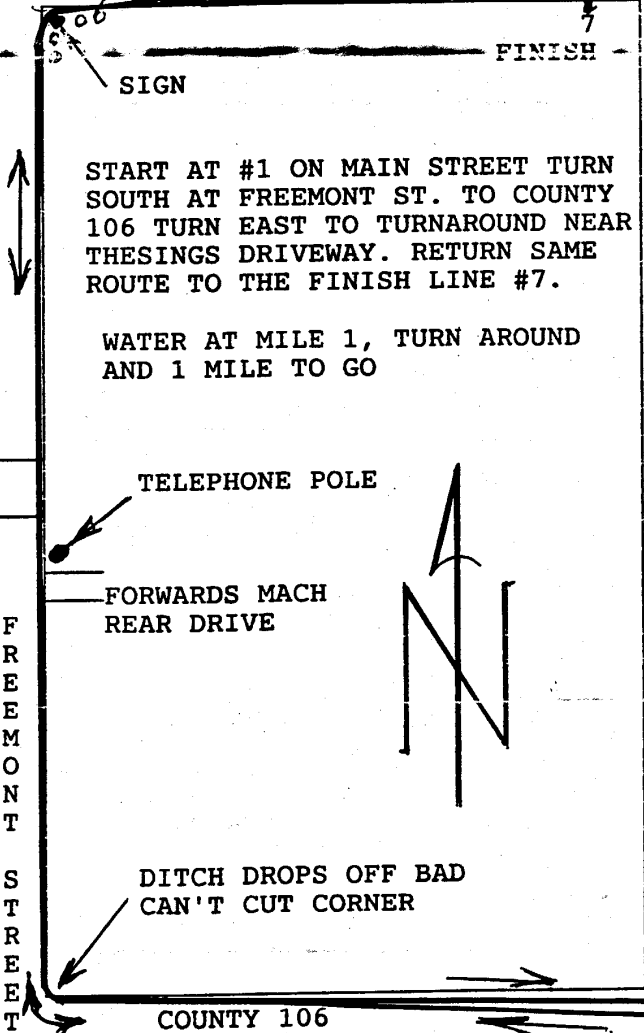 7
FINISH
SIGN
START AT #1 ON MAIN STREET TURN
SOUTH AT FREEMONT ST. TO COUNTY
106 TURN EAST TO TURNAROUND NEAR
THESINGS DRIVEWAY. RETURN SAME
ROUTE TO THE FINISH LINE #7.
WATER AT MILE 1, TURN AROUND
AND 1 MILE TO GO
TELEPHONE POLE
FORWARDS MACH
REAR DRIVE
N
FREEMONT STREET
DITCH DROPS OFF BAD
CAN'T CUT CORNER
COUNTY 106